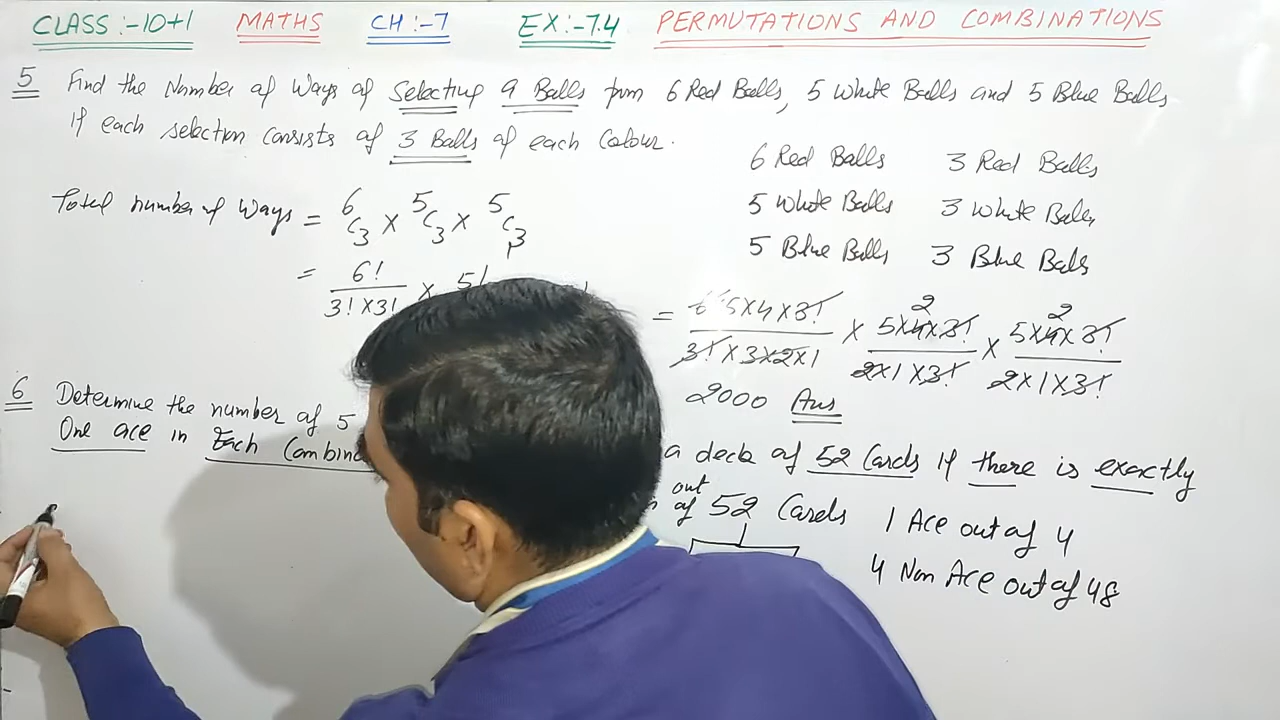 CLASS:-10+1 MATHS CH:-7 EX:-7.4 PERMUTATIONS AND COMBINATIONS
5 Find the Number of Ways of Selecting 9 Balls from 6 Red Balls, 5 White Balls and 5 Blue Balls
If each selection Consists of 3 Balls of each Colour.
6 Red Balls 3 Red Balls
5 White Balls 3 White Balls
5 Blue Balls 3 Blue Balls
Total number of Ways = ⁶C₃ × ⁵C₃ × ⁵C₃
= 6! / 3! × 3! × 5!
= 6 × 5 × 4 × 3! / 3! × 3 × 2 × 1 × 5 × 4 × 3! / 2 × 1 × 3! × 5 × 4 × 3! / 2 × 1 × 3!
2 2
2000 Ans
6 Determine the number of 5 a deck of 52 Cards If there is exactly
One ace in Each
out of 52 Cards
1 Ace out of 4
4 Non Ace out of 48